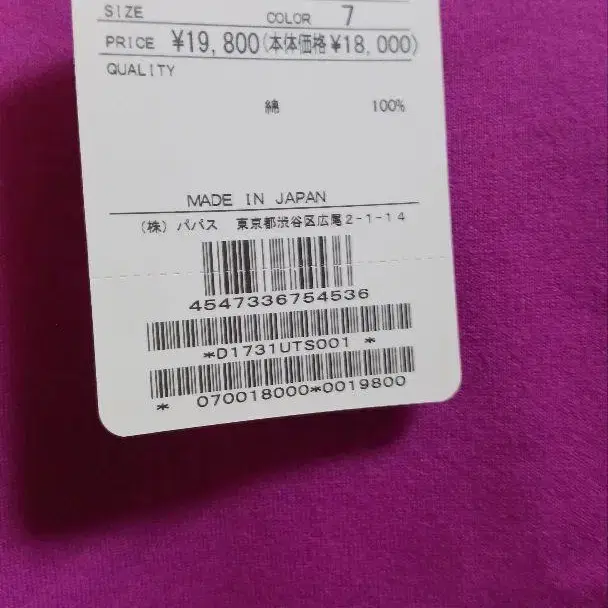 SIZE COLOR 7
PRICE ¥19,800(本体価格¥18,000)
QUALITY
綿 100%
MADE IN JAPAN
(株) パパス 東京都渋谷区広尾2-1-14
4547336754536
*D1731UTS001 *
* 070018000*0019800